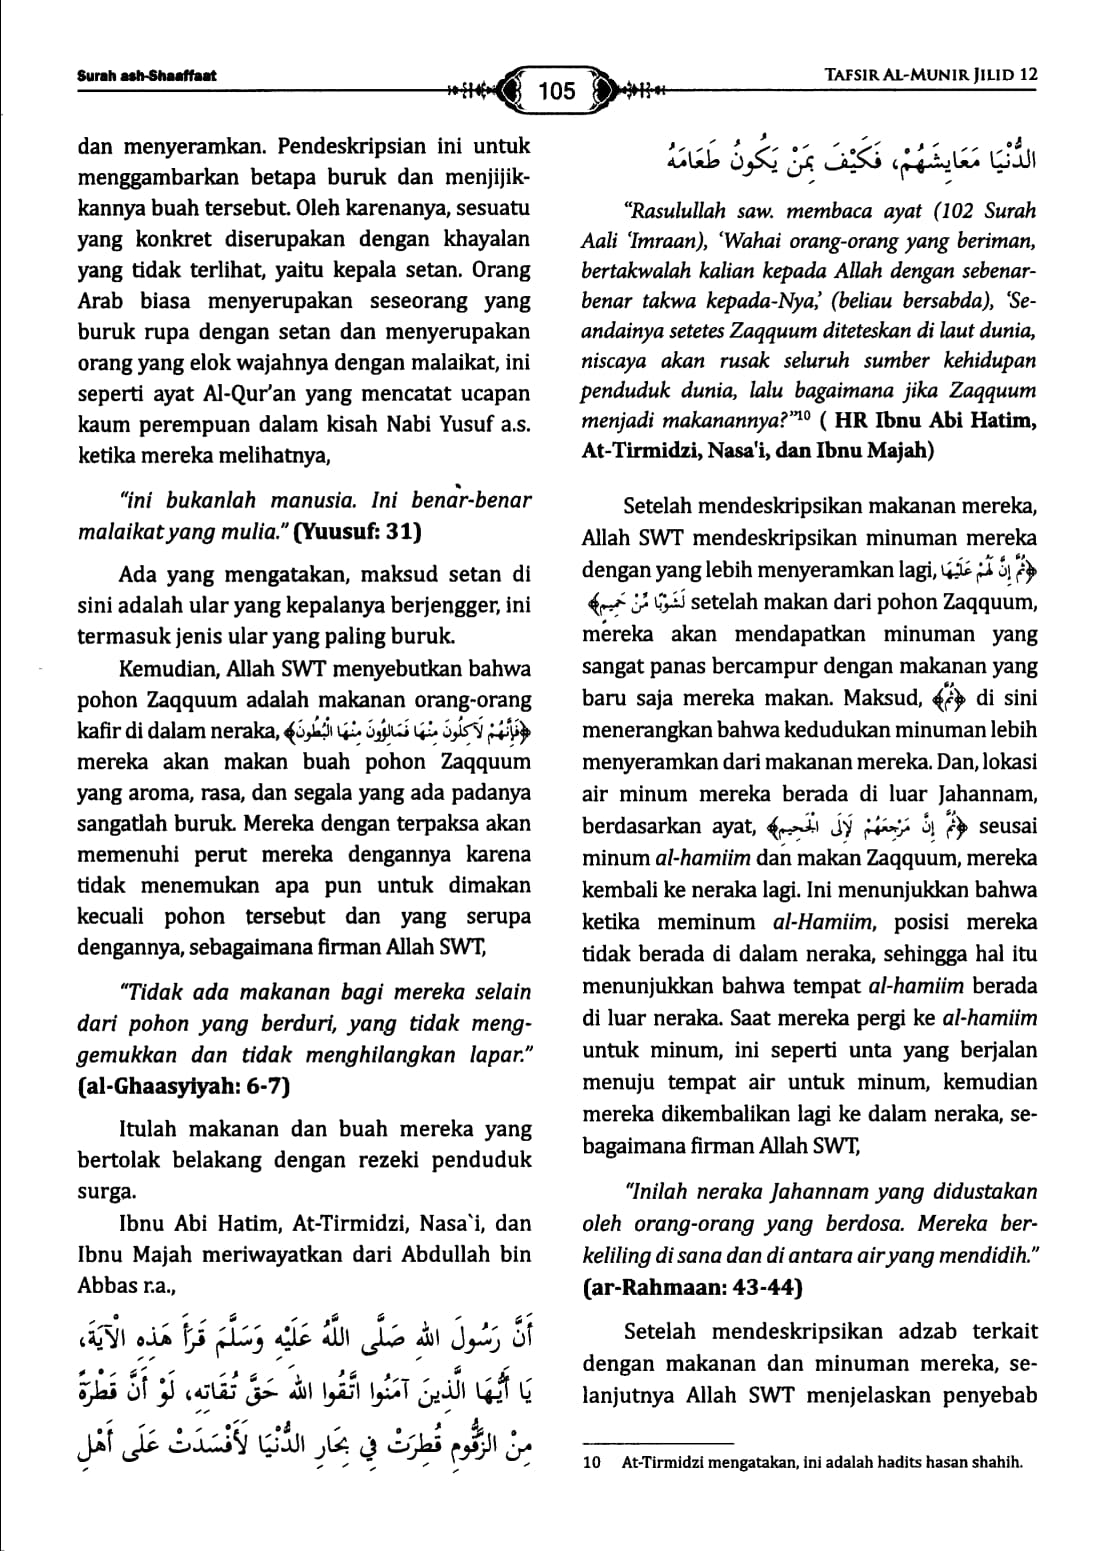 Surah ash-Shaaffaat
105
TAFSIR AL-MUNIR JILID 12
dan menyeramkan. Pendeskripsian ini untuk
menggambarkan betapa buruk dan menjijik-
kannya buah tersebut. Oleh karenanya, sesuatu
yang konkret diserupakan dengan khayalan
yang tidak terlihat, yaitu kepala setan. Orang
Arab biasa menyerupakan seseorang yang
buruk rupa dengan setan dan menyerupakan
orang yang elok wajahnya dengan malaikat, ini
seperti ayat Al-Qur’an yang mencatat ucapan
kaum perempuan dalam kisah Nabi Yusuf a.s.
ketika mereka melihatnya,
“ini bukanlah manusia. Ini benar-benar
malaikat yang mulia.” (Yuusuf: 31)
Ada yang mengatakan, maksud setan di
sini adalah ular yang kepalanya berjengger, ini
termasuk jenis ular yang paling buruk.
Kemudian, Allah SWT menyebutkan bahwa
pohon Zaqquum adalah makanan orang-orang
kafir di dalam neraka, ﴿فَإِنَّهُمْ لَآكِلُونَ مِنْهَا فَمَالِؤُونَ مِنْهَا الْبُطُونَ﴾
mereka akan makan buah pohon Zaqquum
yang aroma, rasa, dan segala yang ada padanya
sangatlah buruk. Mereka dengan terpaksa akan
memenuhi perut mereka dengannya karena
tidak menemukan apa pun untuk dimakan
kecuali pohon tersebut dan yang serupa
dengannya, sebagaimana firman Allah SWT,
“Tidak ada makanan bagi mereka selain
dari pohon yang berduri, yang tidak meng-
gemukkan dan tidak menghilangkan lapar.”
(al-Ghaasyiyah: 6-7)
Itulah makanan dan buah mereka yang
bertolak belakang dengan rezeki penduduk
surga.
Ibnu Abi Hatim, At-Tirmidzi, Nasa`i, dan
Ibnu Majah meriwayatkan dari Abdullah bin
Abbas r.a.,
أَنَّ رَسُولَ اللهِ صَلَّى اللَّهُ عَلَيْهِ وَسَلَّمَ قَرَأَ هَذِهِ الْآيَةَ،
يَا أَيُّهَا الَّذِينَ آمَنُوا اتَّقُوا اللهَ حَقَّ تُقَاتِهِ، لَوْ أَنَّ قَطْرَةً
مِنْ الزَّقُّومِ قُطِرَتْ فِي بِحَارِ الدُّنْيَا لَأَفْسَدَتْ عَلَى أَهْلِ
الدُّنْيَا مَعَايِشَهُمْ، فَكَيْفَ بِمَنْ يَكُونُ طَعَامَهُ
“Rasulullah saw. membaca ayat (102 Surah
Aali ‘Imraan), ‘Wahai orang-orang yang beriman,
bertakwalah kalian kepada Allah dengan sebenar-
benar takwa kepada-Nya,’ (beliau bersabda), ‘Se-
andainya setetes Zaqquum diteteskan di laut dunia,
niscaya akan rusak seluruh sumber kehidupan
penduduk dunia, lalu bagaimana jika Zaqquum
menjadi makanannya?’”10 ( HR Ibnu Abi Hatim,
At-Tirmidzi, Nasa'i, dan Ibnu Majah)
Setelah mendeskripsikan makanan mereka,
Allah SWT mendeskripsikan minuman mereka
dengan yang lebih menyeramkan lagi, ﴿ثُمَّ إِنَّ لَهُمْ عَلَيْهَا
لَشَوْبًا مِّنْ حَمِيمٍ﴾ setelah makan dari pohon Zaqquum,
mereka akan mendapatkan minuman yang
sangat panas bercampur dengan makanan yang
baru saja mereka makan. Maksud, ﴿ثُمَّ﴾ di sini
menerangkan bahwa kedudukan minuman lebih
menyeramkan dari makanan mereka. Dan, lokasi
air minum mereka berada di luar Jahannam,
berdasarkan ayat, ﴿ثُمَّ إِنَّ مَرْجِعَهُمْ لَإِلَى الْجَحِيمِ﴾ seusai
minum al-hamiim dan makan Zaqquum, mereka
kembali ke neraka lagi. Ini menunjukkan bahwa
ketika meminum al-Hamiim, posisi mereka
tidak berada di dalam neraka, sehingga hal itu
menunjukkan bahwa tempat al-hamiim berada
di luar neraka. Saat mereka pergi ke al-hamiim
untuk minum, ini seperti unta yang berjalan
menuju tempat air untuk minum, kemudian
mereka dikembalikan lagi ke dalam neraka, se-
bagaimana firman Allah SWT,
“Inilah neraka Jahannam yang didustakan
oleh orang-orang yang berdosa. Mereka ber-
keliling di sana dan di antara air yang mendidih.”
(ar-Rahmaan: 43-44)
Setelah mendeskripsikan adzab terkait
dengan makanan dan minuman mereka, se-
lanjutnya Allah SWT menjelaskan penyebab
10 At-Tirmidzi mengatakan, ini adalah hadits hasan shahih.